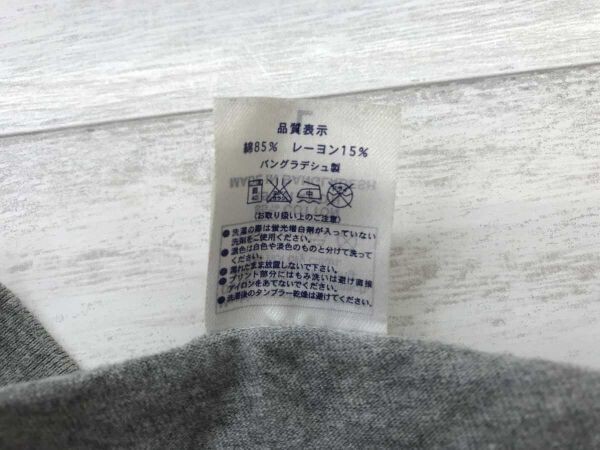 品質表示
綿85% レーヨン15%
バングラデシュ製
(お取り扱い上のご注意)
●洗濯の際は蛍光増白剤が入っていない
洗剤をご使用ください。
●濃色は白色や淡色のものと分けて洗って
ください。
●濡れたまま放置しないで下さい。
●プリント部分にはもみ洗いは避け直接
アイロンをあてないでください。
●洗濯後のタンブラー乾燥は避けてください。